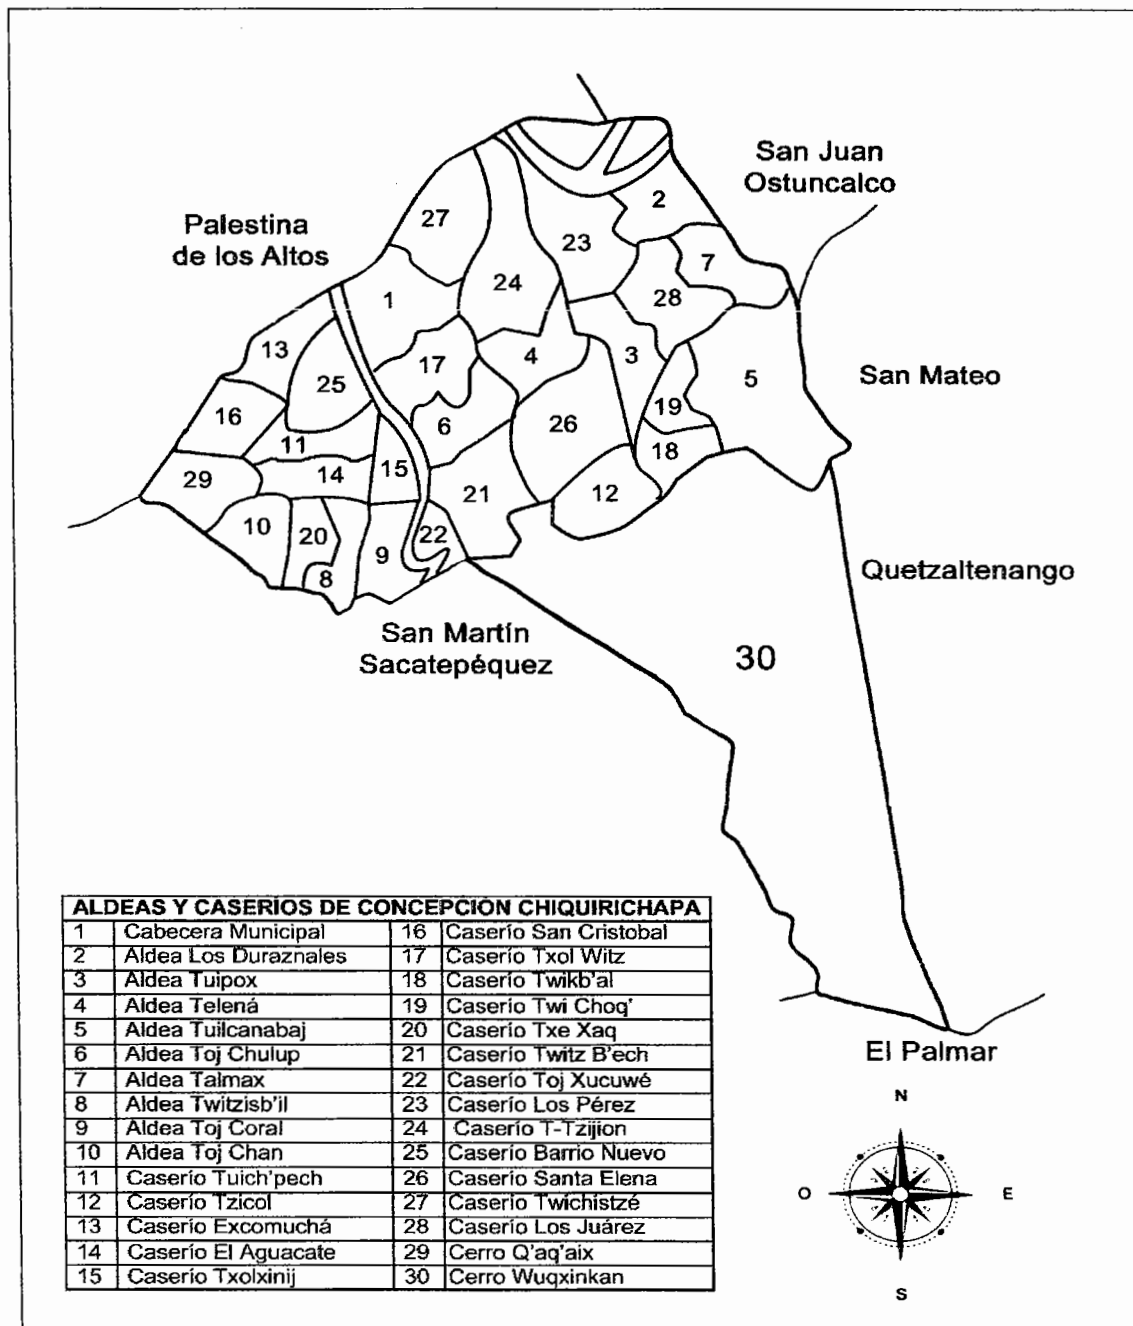 San Juan
Ostuncalco
2
27
Palestina
de los Altos
23
7
24
28
1
13
4
3
17
San Mateo
5
25
19
16
6
26
11
18
29
14
15
21
12
10
20
22
9
8
Quetzaltenango
San Martín
Sacatepéquez
30
El Palmar
N
O
E
S
ALDEAS Y CASERÍOS DE CONCEPCIÓN CHIQUIRICHAPA
1 Cabecera Municipal 16 Caserío San Cristobal
2 Aldea Los Duraznales 17 Caserío Txol Witz
3 Aldea Tuipox 18 Caserío Twikb'al
4 Aldea Telená 19 Caserío Twi Choq'
5 Aldea Tuilcanabaj 20 Caserío Txe Xaq
6 Aldea Toj Chulup 21 Caserío Twitz B'ech
7 Aldea Talmax 22 Caserío Toj Xucuwé
8 Aldea Twitzisb'il 23 Caserío Los Pérez
9 Aldea Toj Coral 24 Caserío T-Tzijion
10 Aldea Toj Chan 25 Caserío Barrio Nuevo
11 Caserío Tuich'pech 26 Caserío Santa Elena
12 Caserío Tzicol 27 Caserío Twichistzé
13 Caserío Excomuchá 28 Caserío Los Juárez
14 Caserío El Aguacate 29 Cerro Q'aq'aix
15 Caserío Txolxinij 30 Cerro Wuqxinkan